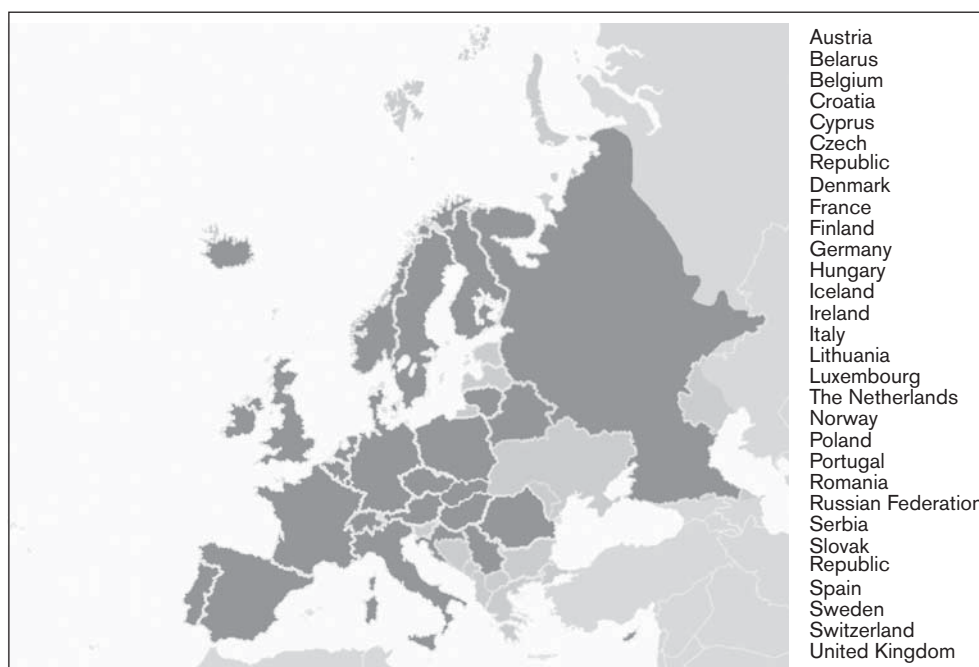 Austria
Belarus
Belgium
Croatia
Cyprus
Czech
Republic
Denmark
France
Finland
Germany
Hungary
Iceland
Ireland
Italy
Lithuania
Luxembourg
The Netherlands
Norway
Poland
Portugal
Romania
Russian Federation
Serbia
Slovak
Republic
Spain
Sweden
Switzerland
United Kingdom